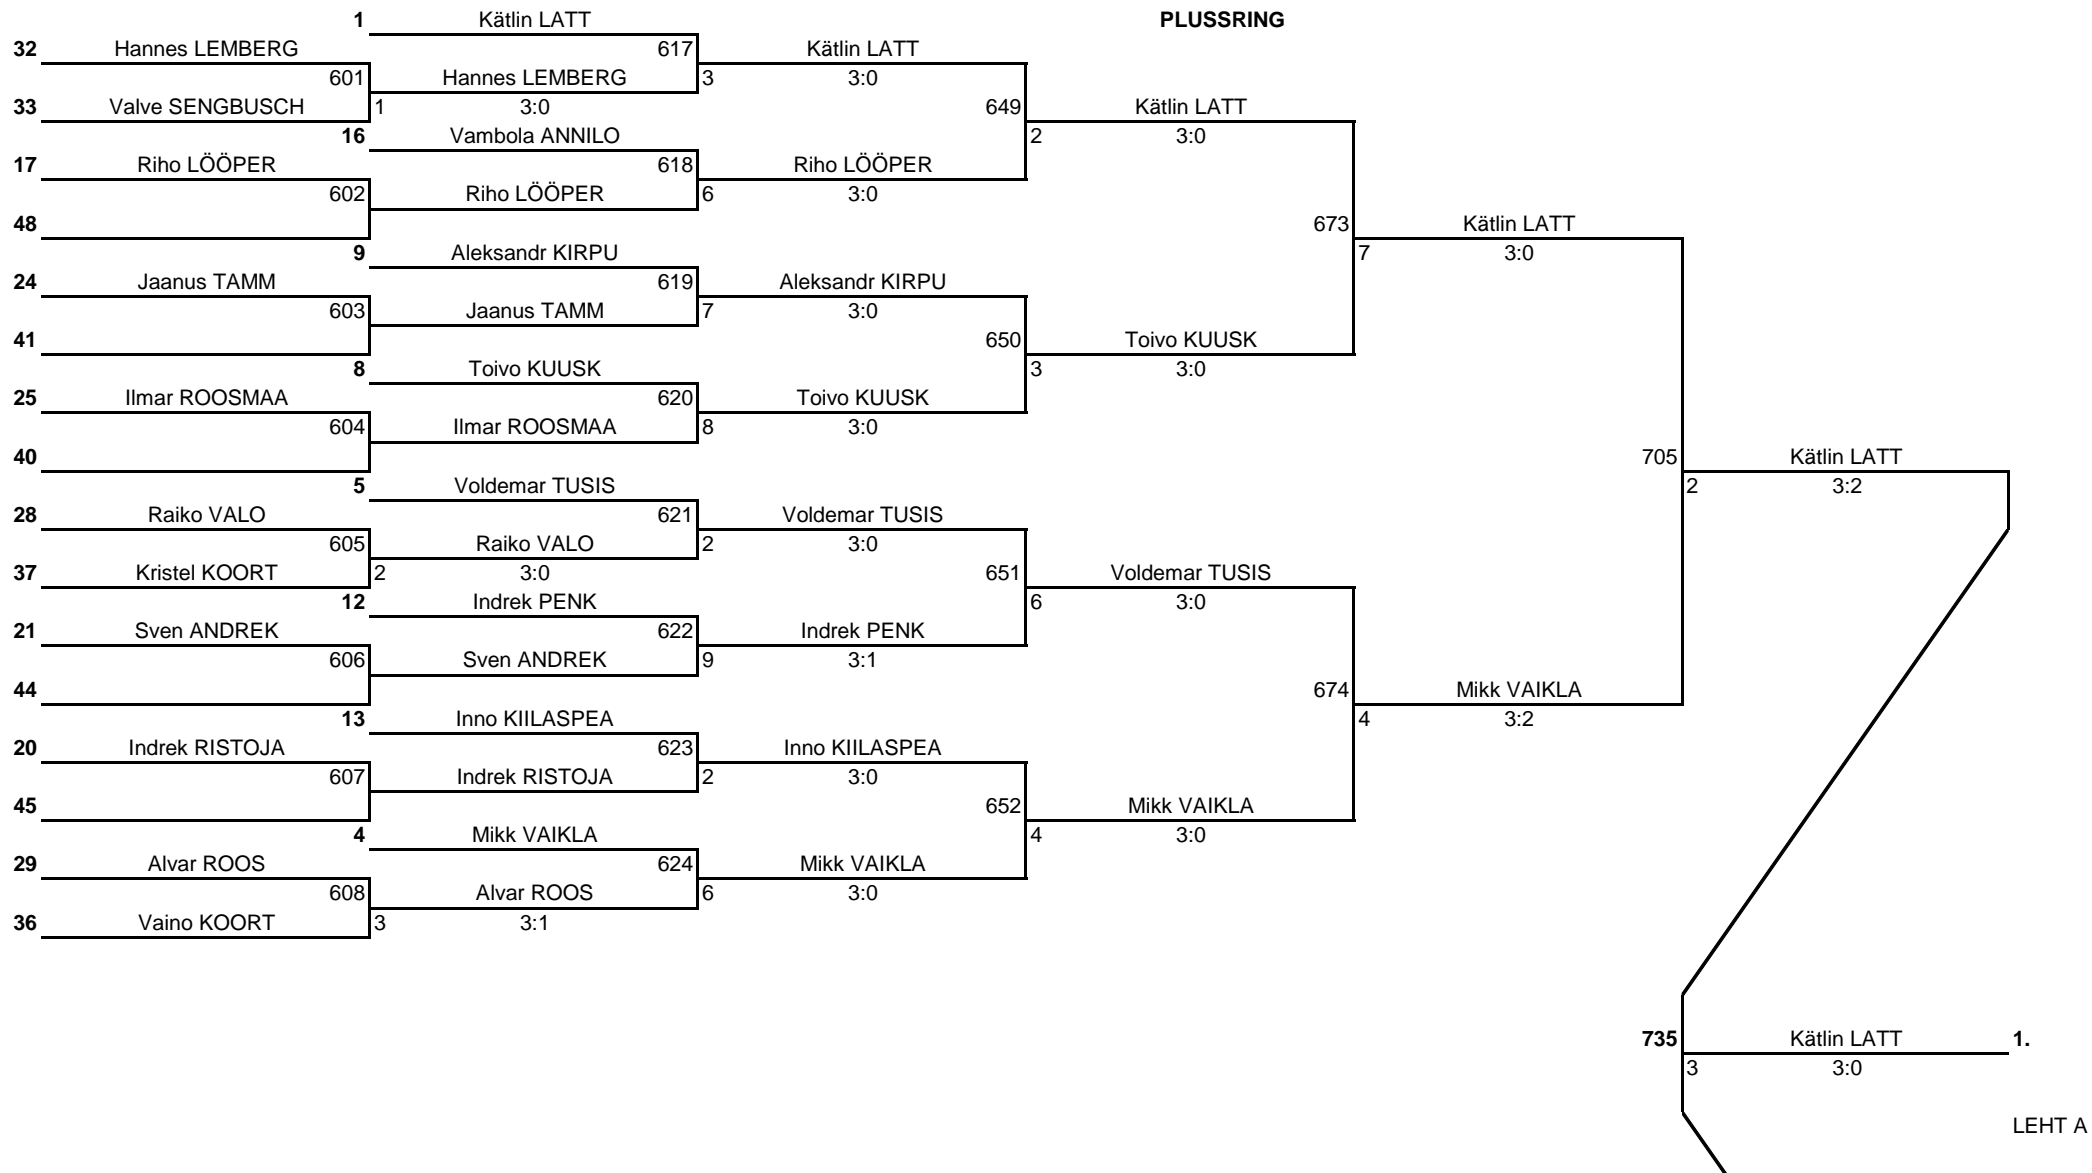 1 Kätlin LATT PLUSSRING
32 Hannes LEMBERG 617 Kätlin LATT
601 Hannes LEMBERG 3 3:0
33 Valve SENGBUSCH 1 3:0 649 Kätlin LATT
16 Vambola ANNILO 2 3:0
17 Riho LÖÖPER 618 Riho LÖÖPER
602 Riho LÖÖPER 6 3:0
48 673 Kätlin LATT
9 Aleksandr KIRPU 7 3:0
24 Jaanus TAMM 619 Aleksandr KIRPU
603 Jaanus TAMM 7 3:0
41 650 Toivo KUUSK
8 Toivo KUUSK 3 3:0
25 Ilmar ROOSMAA 620 Toivo KUUSK
604 Ilmar ROOSMAA 8 3:0
40 705 Kätlin LATT
5 Voldemar TUSIS 2 3:2
28 Raiko VALO 621 Voldemar TUSIS
605 Raiko VALO 2 3:0
37 Kristel KOORT 2 3:0 651 Voldemar TUSIS
12 Indrek PENK 6 3:0
21 Sven ANDREK 622 Indrek PENK
606 Sven ANDREK 9 3:1
44 674 Mikk VAIKLA
13 Inno KIILASPEA 4 3:2
20 Indrek RISTOJA 623 Inno KIILASPEA
607 Indrek RISTOJA 2 3:0
45 652 Mikk VAIKLA
4 Mikk VAIKLA 4 3:0
29 Alvar ROOS 624 Mikk VAIKLA
608 Alvar ROOS 6 3:0
36 Vaino KOORT 3 3:1
735 Kätlin LATT 1.
3 3:0
LEHT A